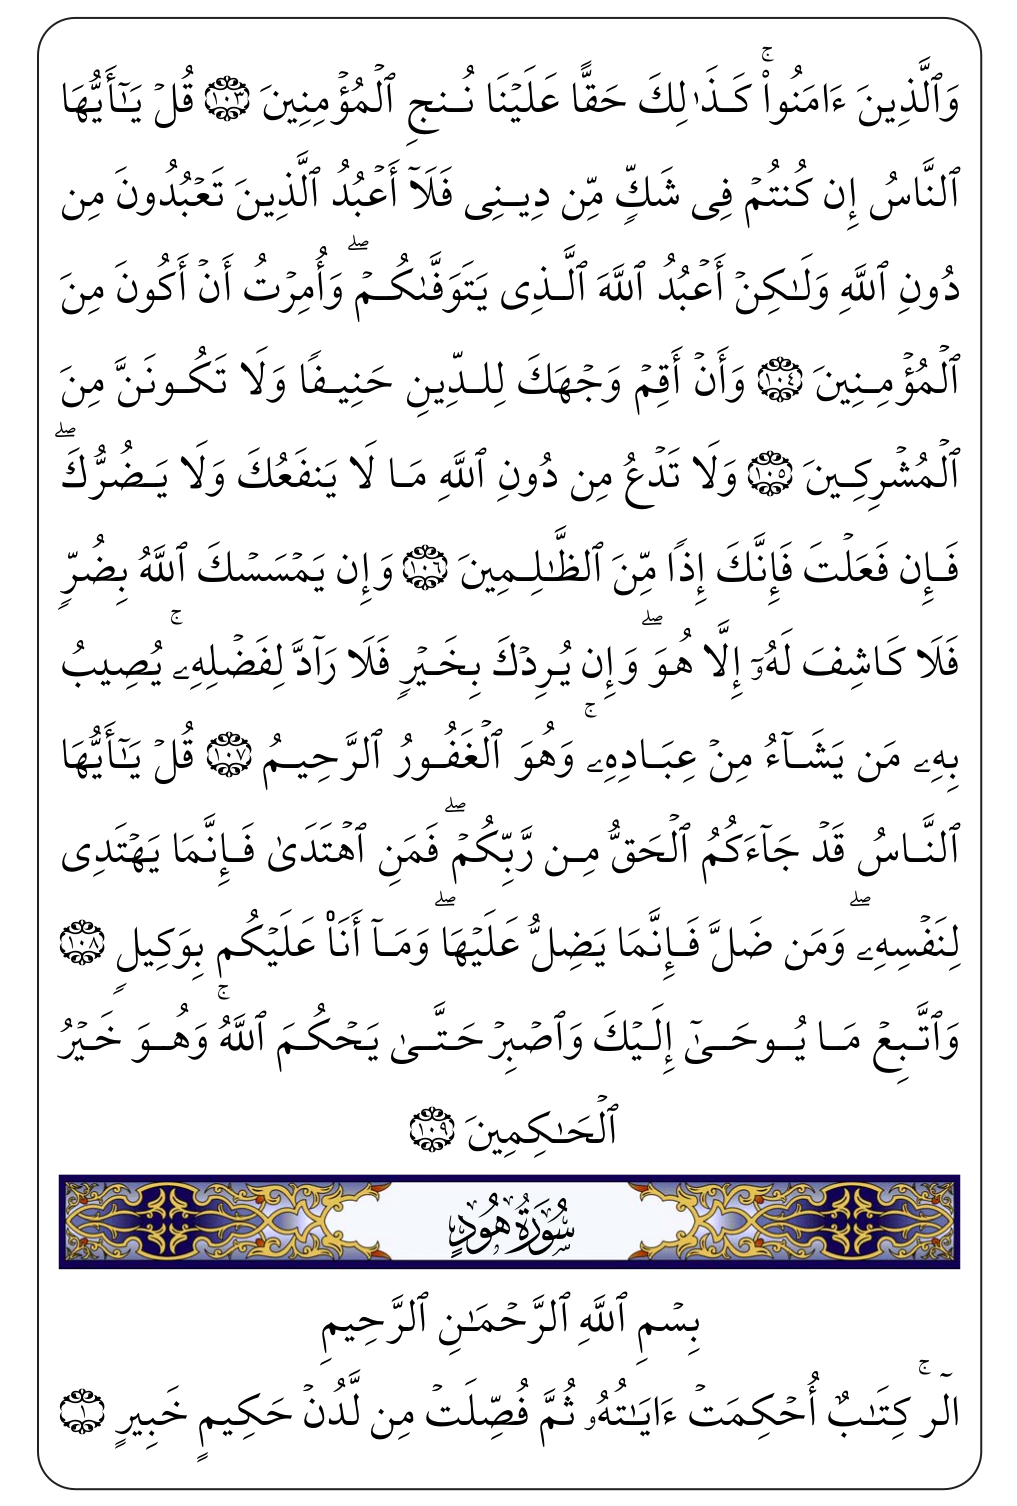 وَٱلَّذِينَ ءَامَنُوا۟ ۚ كَذَٰلِكَ حَقًّا عَلَيْنَا نُنجِ ٱلْمُؤْمِنِينَ ١٠٣ قُلْ يَـٰٓأَيُّهَا
ٱلنَّاسُ إِن كُنتُمْ فِى شَكٍّ مِّن دِينِى فَلَآ أَعْبُدُ ٱلَّذِينَ تَعْبُدُونَ مِن
دُونِ ٱللَّهِ وَلَـٰكِنْ أَعْبُدُ ٱللَّهَ ٱلَّذِى يَتَوَفَّىٰكُمْ ۖ وَأُمِرْتُ أَنْ أَكُونَ مِنَ
ٱلْمُؤْمِنِينَ ١٠٤ وَأَنْ أَقِمْ وَجْهَكَ لِلدِّينِ حَنِيفًا وَلَا تَكُونَنَّ مِنَ
ٱلْمُشْرِكِينَ ١٠٥ وَلَا تَدْعُ مِن دُونِ ٱللَّهِ مَا لَا يَنفَعُكَ وَلَا يَضُرُّكَ ۖ
فَإِن فَعَلْتَ فَإِنَّكَ إِذًا مِّنَ ٱلظَّـٰلِمِينَ ١٠٦ وَإِن يَمْسَسْكَ ٱللَّهُ بِضُرٍّ
فَلَا كَاشِفَ لَهُۥٓ إِلَّا هُوَ ۖ وَإِن يُرِدْكَ بِخَيْرٍ فَلَا رَآدَّ لِفَضْلِهِۦ ۚ يُصِيبُ
بِهِۦ مَن يَشَآءُ مِنْ عِبَادِهِۦ ۚ وَهُوَ ٱلْغَفُورُ ٱلرَّحِيمُ ١٠٧ قُلْ يَـٰٓأَيُّهَا
ٱلنَّاسُ قَدْ جَآءَكُمُ ٱلْحَقُّ مِن رَّبِّكُمْ ۖ فَمَنِ ٱهْتَدَىٰ فَإِنَّمَا يَهْتَدِى
لِنَفْسِهِۦ ۖ وَمَن ضَلَّ فَإِنَّمَا يَضِلُّ عَلَيْهَا ۖ وَمَآ أَنَا۠ عَلَيْكُم بِوَكِيلٍ ١٠٨
وَٱتَّبِعْ مَا يُوحَىٰٓ إِلَيْكَ وَٱصْبِرْ حَتَّىٰ يَحْكُمَ ٱللَّهُ ۚ وَهُوَ خَيْرُ
ٱلْحَـٰكِمِينَ ١٠٩
سُورَةُ هُودٍ
بِسْمِ ٱللَّهِ ٱلرَّحْمَـٰنِ ٱلرَّحِيمِ
الٓر ۚ كِتَـٰبٌ أُحْكِمَتْ ءَايَـٰتُهُۥ ثُمَّ فُصِّلَتْ مِن لَّدُنْ حَكِيمٍ خَبِيرٍ ١